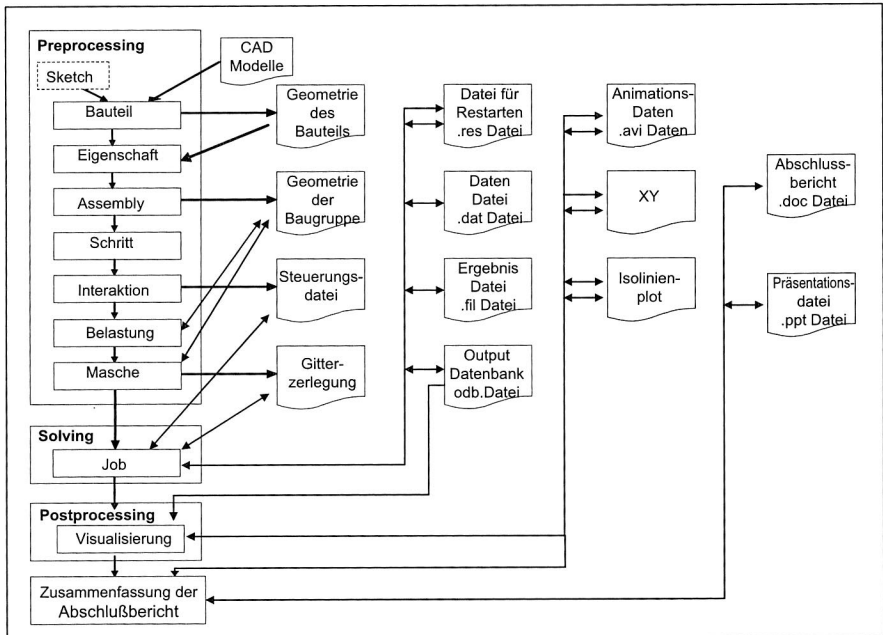 Preprocessing
Sketch
CAD
Modelle
Bauteil
Geometrie
des
Bauteils
Eigenschaft
Assembly
Geometrie
der
Baugruppe
Schritt
Interaktion
Steuerungs-
datei
Belastung
Masche
Gitter-
zerlegung
Solving
Job
Postprocessing
Visualisierung
Zusammenfassung der
Abschlußbericht
Datei für
Restarten
.res Datei
Daten
Datei
.dat Datei
Ergebnis
Datei
.fil Datei
Output
Datenbank
odb.Datei
Animations-
Daten
.avi Daten
XY
Isolinien-
plot
Abschluss-
bericht
.doc Datei
Präsentations-
datei
.ppt Datei